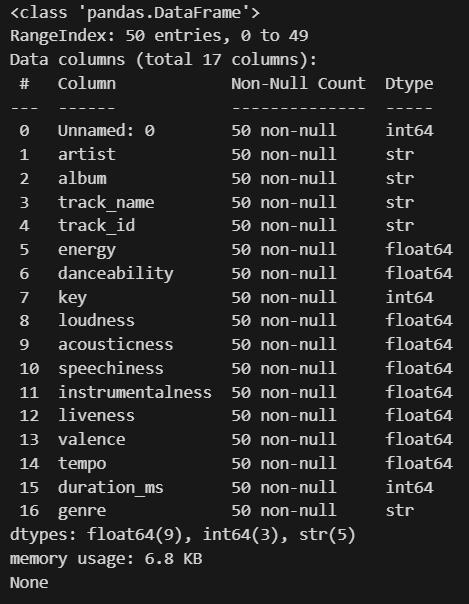 <class 'pandas.DataFrame'>
RangeIndex: 50 entries, 0 to 49
Data columns (total 17 columns):
 #   Column            Non-Null Count  Dtype
---  ------            --------------  -----
 0   Unnamed: 0        50 non-null     int64
 1   artist            50 non-null     str
 2   album             50 non-null     str
 3   track_name        50 non-null     str
 4   track_id          50 non-null     str
 5   energy            50 non-null     float64
 6   danceability      50 non-null     float64
 7   key               50 non-null     int64
 8   loudness          50 non-null     float64
 9   acousticness      50 non-null     float64
 10  speechiness       50 non-null     float64
 11  instrumentalness  50 non-null     float64
 12  liveness          50 non-null     float64
 13  valence           50 non-null     float64
 14  tempo             50 non-null     float64
 15  duration_ms       50 non-null     int64
 16  genre             50 non-null     str
dtypes: float64(9), int64(3), str(5)
memory usage: 6.8 KB
None